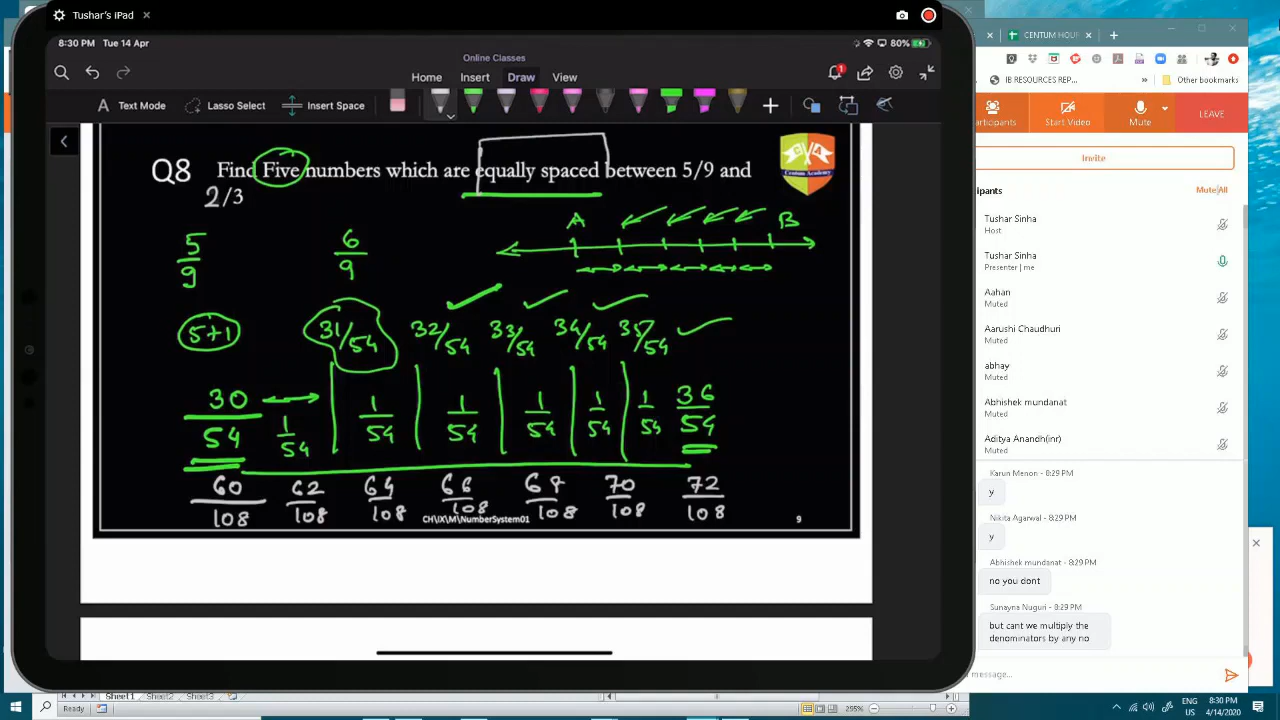 Tushar's iPad
CENTUM HOUR
8:30 PM Tue 14 Apr
80%
Online Classes
Home Insert Draw View
IB RESOURCES REP...
Other bookmarks
Text Mode Lasso Select Insert Space
articipants Start Video Mute LEAVE
Invite
ipants Mute All
Tushar Sinha
Host
Tushar Sinha
Presenter | me
Aahan
Muted
Aarushi Chaudhuri
Muted
abhay
Muted
Abhishek mundanat
Muted
Aditya Anandh(inr)
Muted
Karun Menon - 8:29 PM
y
Nikita Agarwal - 8:29 PM
y
Abhishek mundanat - 8:29 PM
no you dont
Sunayna Nuguri - 8:29 PM
but cant we multiply the
denominators by any no
message...
Q8 Find Five numbers which are equally spaced between 5/9 and
2/3
Centum Academy
A B
5/9 6/9
5+1 31/54 32/54 33/54 34/54 35/54
30/54 1/54 1/54 1/54 1/54 1/54 1/54 36/54
60/108 62/108 64/108 66/108 68/108 70/108 72/108
CH\IX\M\NumberSystem01 9
Sheet1 Sheet2 Sheet3
Ready 295%
ENG 8:30 PM
US 4/14/2020